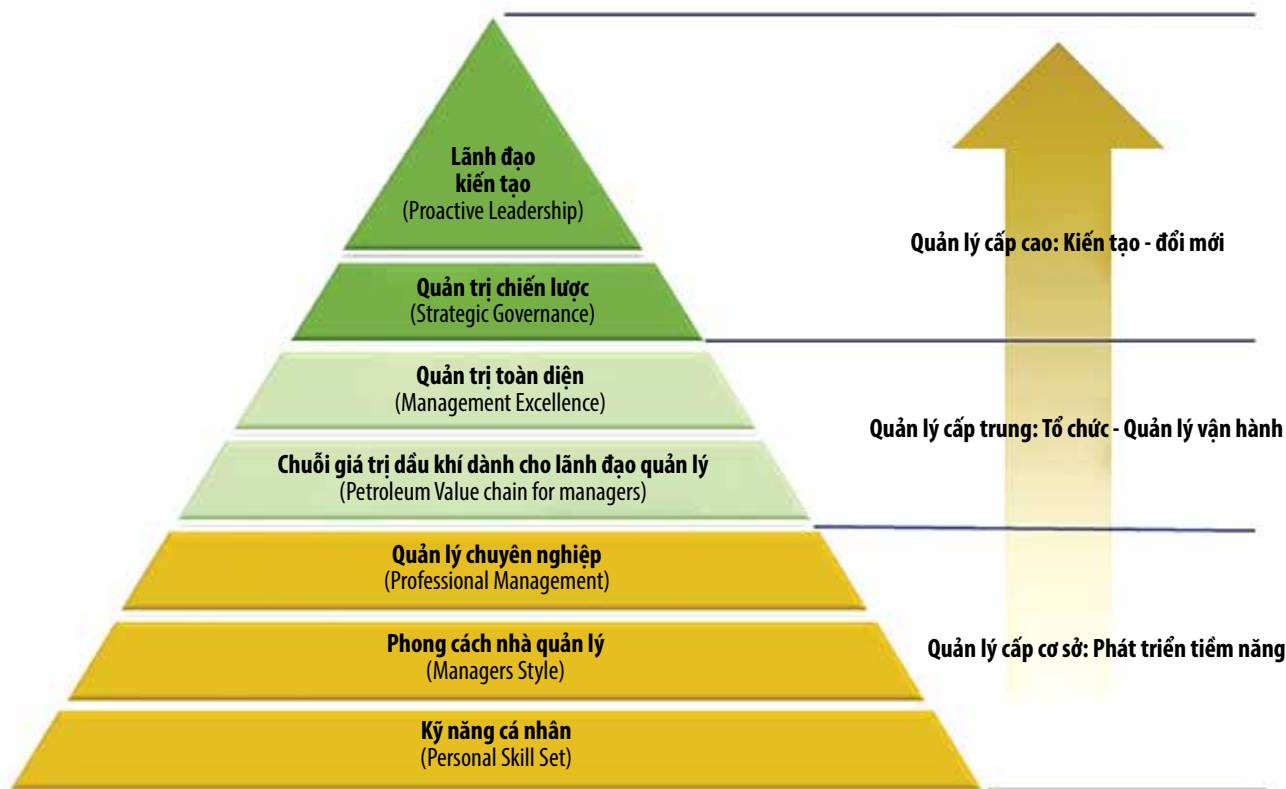 Lãnh đạo
kiến tạo
(Proactive Leadership)
Quản trị chiến lược
(Strategic Governance)
Quản trị toàn diện
(Management Excellence)
Chuỗi giá trị dầu khí dành cho lãnh đạo quản lý
(Petroleum Value chain for managers)
Quản lý chuyên nghiệp
(Professional Management)
Phong cách nhà quản lý
(Managers Style)
Kỹ năng cá nhân
(Personal Skill Set)
Quản lý cấp cao: Kiến tạo - đổi mới
Quản lý cấp trung: Tổ chức - Quản lý vận hành
Quản lý cấp cơ sở: Phát triển tiềm năng